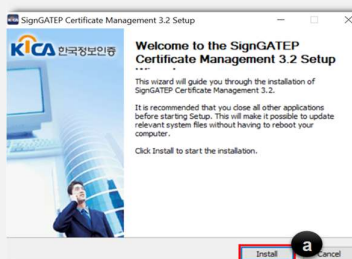 SignGATEP Certificate Management 3.2 Setup
KICA 한국정보인증
Welcome to the SignGATEP
Certificate Management 3.2 Setup
This wizard will guide you through the installation of
SignGATEP Certificate Management 3.2.
It is recommended that you close all other applications
before starting Setup. This will make it possible to update
relevant system files without having to reboot your
computer.
Click Install to start the installation.
Install
a
Cancel